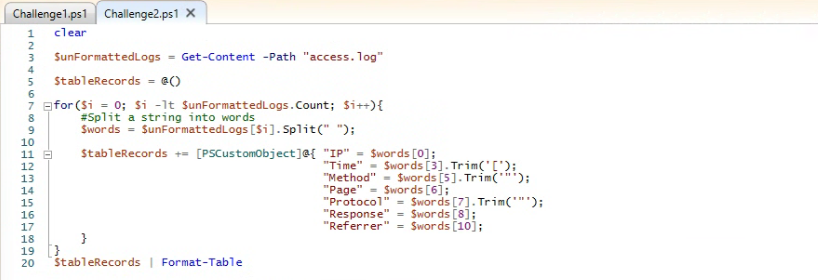 Challenge1.ps1 Challenge2.ps1 X
1 clear
2
3 $unFormattedLogs = Get-Content -Path "access.log"
4
5 $tableRecords = @()
6
7 for($i = 0; $i -lt $unFormattedLogs.Count; $i++){
8 #Split a string into words
9 $words = $unFormattedLogs[$i].Split(" ");
10
11 $tableRecords += [PSCustomObject]@{ "IP" = $words[0];
12 "Time" = $words[3].Trim('[');
13 "Method" = $words[5].Trim('"');
14 "Page" = $words[6];
15 "Protocol" = $words[7].Trim('"');
16 "Response" = $words[8];
17 "Referrer" = $words[10];
18 }
19 }
20 $tableRecords | Format-Table